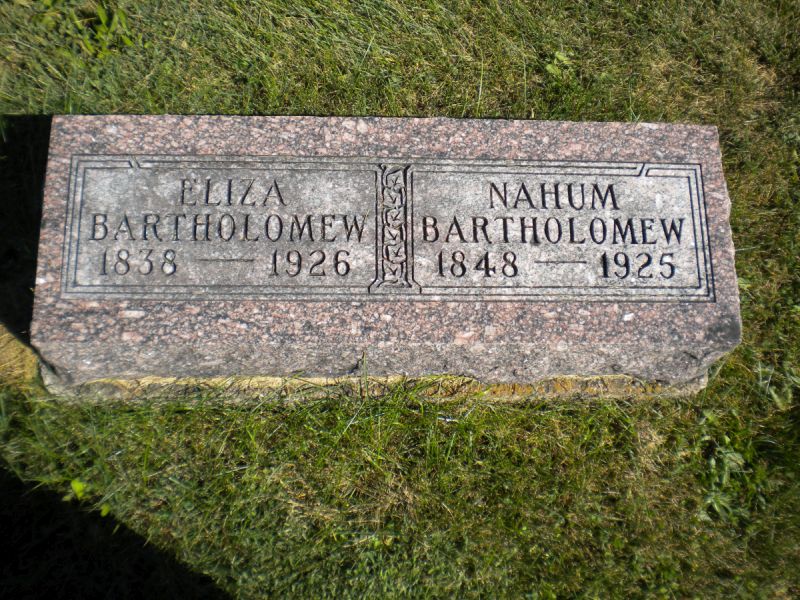 ELIZA
BARTHOLOMEW
1838 — 1926
NAHUM
BARTHOLOMEW
1848 — 1925